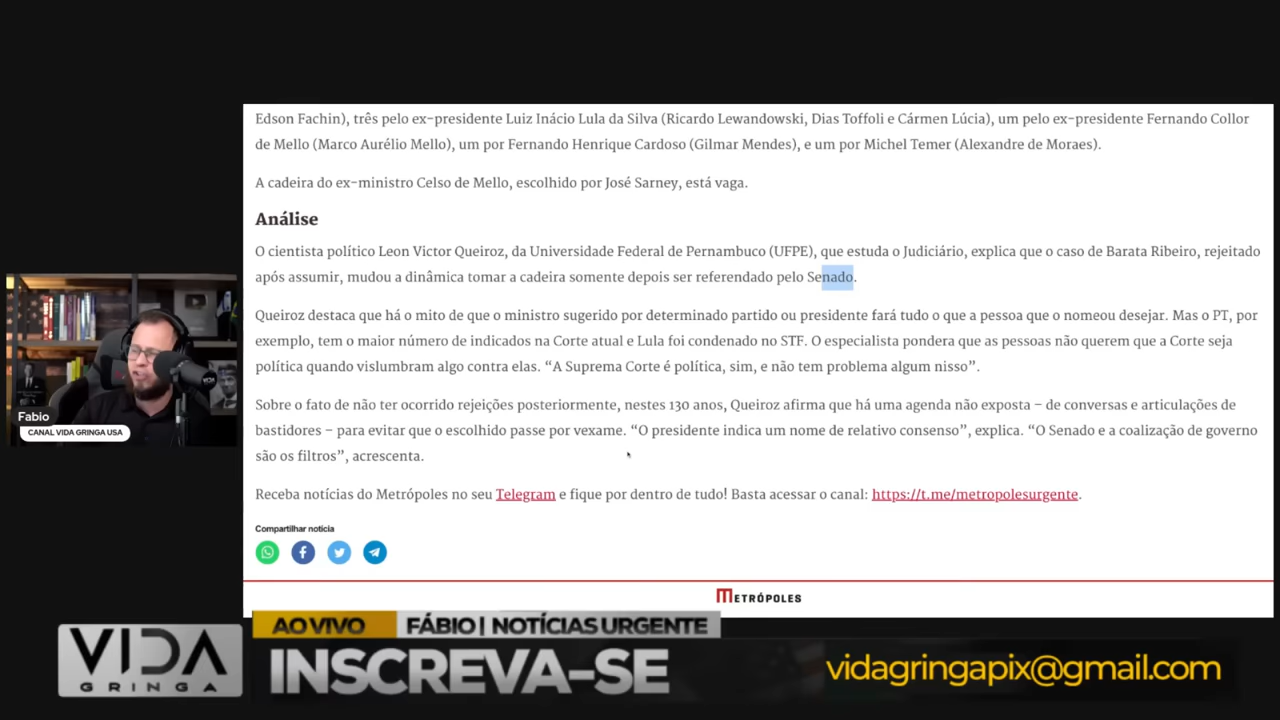 Edson Fachin), três pelo ex-presidente Luiz Inácio Lula da Silva (Ricardo Lewandowski, Dias Toffoli e Cármen Lúcia), um pelo ex-presidente Fernando Collor
de Mello (Marco Aurélio Mello), um por Fernando Henrique Cardoso (Gilmar Mendes), e um por Michel Temer (Alexandre de Moraes).
A cadeira do ex-ministro Celso de Mello, escolhido por José Sarney, está vaga.
Análise
O cientista político Leon Victor Queiroz, da Universidade Federal de Pernambuco (UFPE), que estuda o Judiciário, explica que o caso de Barata Ribeiro, rejeitado
após assumir, mudou a dinâmica tomar a cadeira somente depois ser referendado pelo Senado.
Queiroz destaca que há o mito de que o ministro sugerido por determinado partido ou presidente fará tudo o que a pessoa que o nomeou desejar. Mas o PT, por
exemplo, tem o maior número de indicados na Corte atual e Lula foi condenado no STF. O especialista pondera que as pessoas não querem que a Corte seja
política quando vislumbram algo contra elas. “A Suprema Corte é política, sim, e não tem problema algum nisso”.
Sobre o fato de não ter ocorrido rejeições posteriormente, nestes 130 anos, Queiroz afirma que há uma agenda não exposta – de conversas e articulações de
bastidores – para evitar que o escolhido passe por vexame. “O presidente indica um nome de relativo consenso”, explica. “O Senado e a coalização de governo
são os filtros”, acrescenta.
Receba notícias do Metrópoles no seu Telegram e fique por dentro de tudo! Basta acessar o canal: https://t.me/metropolesurgente.
Compartilhar notícia
METRÓPOLES
Fabio
CANAL VIDA GRINGA USA
AO VIVO FÁBIO | NOTÍCIAS URGENTE
VIDA
GRINGA
INSCREVA-SE
vidagringapix@gmail.com